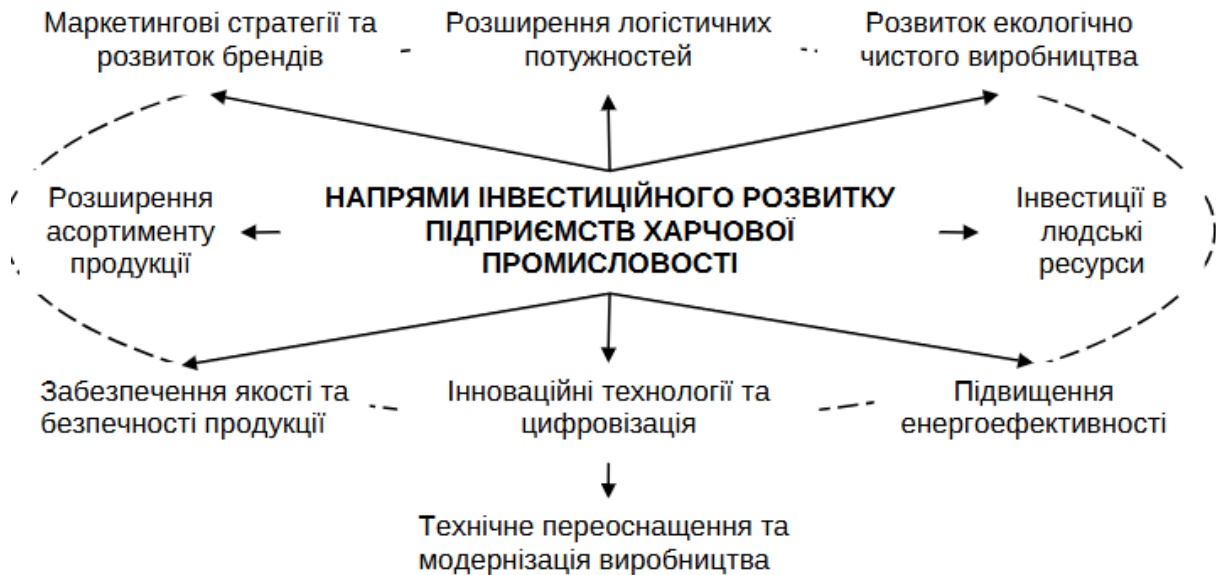 Маркетингові стратегії та
розвиток брендів
Розширення логістичних
потужностей
Розвиток екологічно
чистого виробництва
Розширення
асортименту
продукції
НАПРЯМИ ІНВЕСТИЦІЙНОГО РОЗВИТКУ
ПІДПРИЄМСТВ ХАРЧОВОЇ
ПРОМИСЛОВОСТІ
Інвестиції в
людські
ресурси
Забезпечення якості та
безпечності продукції
Інноваційні технології та
цифровізація
Підвищення
енергоефективності
Технічне переоснащення та
модернізація виробництва